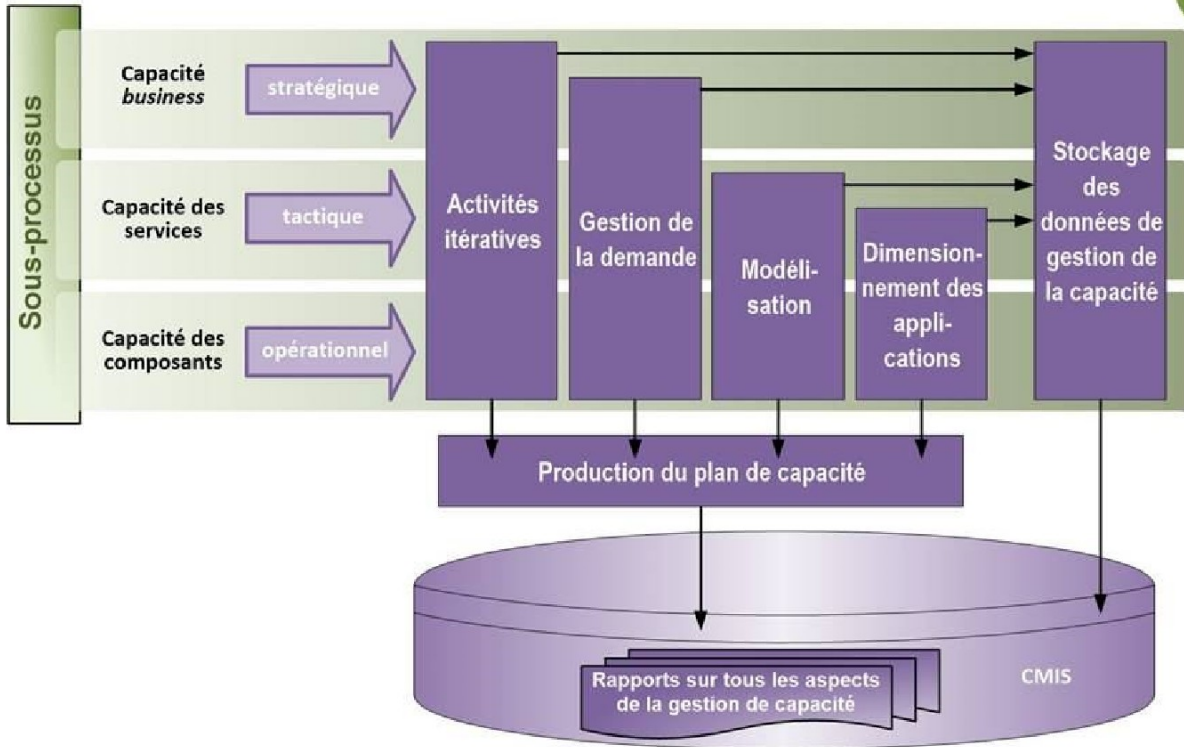 Sous-processus
Capacité
business
stratégique
Capacité des
services
tactique
Capacité des
composants
opérationnel
Activités
itératives
Gestion de
la demande
Modéli-
sation
Dimension-
nement des
appli-
cations
Stockage
des
données de
gestion de
la capacité
Production du plan de capacité
Rapports sur tous les aspects
de la gestion de capacité
CMIS